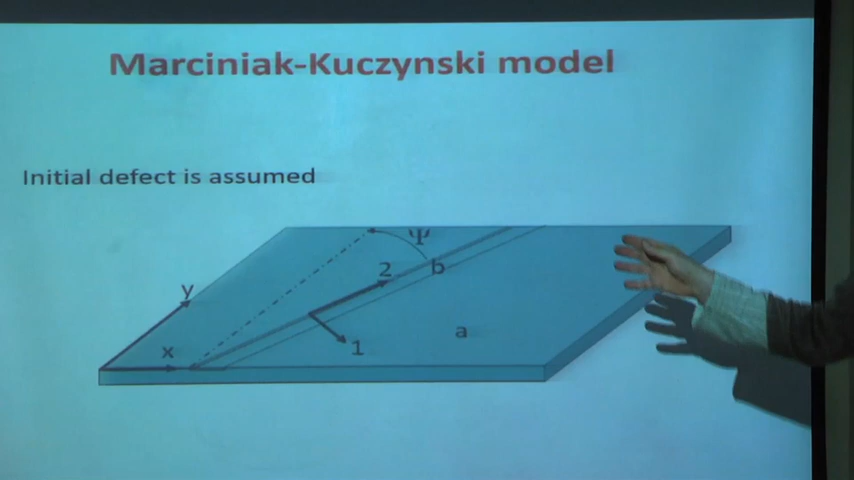 Marciniak-Kuczynski model
Initial defect is assumed
Ψ
2
b
y
a
x
1